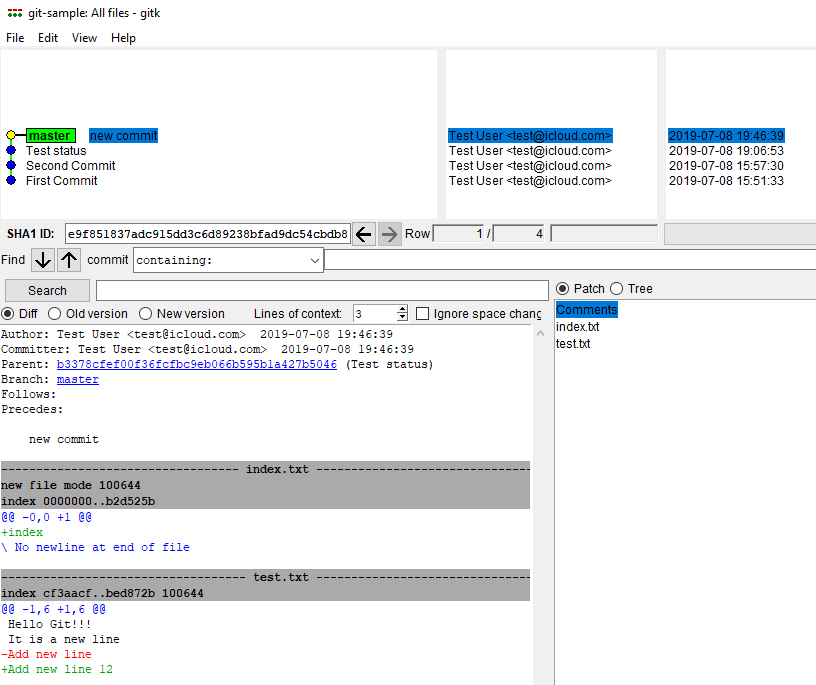 git-sample: All files - gitk
File Edit View Help
master new commit Test User <test@icloud.com> 2019-07-08 19:46:39
Test status Test User <test@icloud.com> 2019-07-08 19:06:53
Second Commit Test User <test@icloud.com> 2019-07-08 15:57:30
First Commit Test User <test@icloud.com> 2019-07-08 15:51:33
SHA1 ID: e9f851837adc915dd3c6d89238bfad9dc54cbdb8 Row 1 / 4
Find commit containing:
Search
Patch Tree
Diff Old version New version Lines of context: 3 Ignore space chang
Comments
index.txt
test.txt
Author: Test User <test@icloud.com> 2019-07-08 19:46:39
Committer: Test User <test@icloud.com> 2019-07-08 19:46:39
Parent: b3378cfef00f36fcfbc9eb066b595b1a427b5046 (Test status)
Branch: master
Follows:
Precedes:
new commit
---------------------------------- index.txt -------------------------------
new file mode 100644
index 0000000..b2d525b
@@ -0,0 +1 @@
+index
\ No newline at end of file
----------------------------------- test.txt -------------------------------
index cf3aacf..bed872b 100644
@@ -1,6 +1,6 @@
Hello Git!!!
It is a new line
-Add new line
+Add new line 12